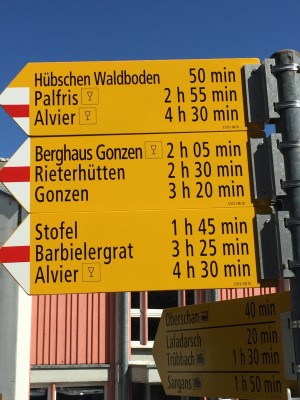 Hübschen Waldboden 50 min
Palfris 2 h 55 min
Alvier 4 h 30 min
Berghaus Gonzen 2 h 05 min
Rieterhütten 2 h 30 min
Gonzen 3 h 20 min
Stofel 1 h 45 min
Barbielergrat 3 h 25 min
Alvier 4 h 30 min
Oberschan 40 min
Lafadarsch 20 min
Trübbach 1 h 30 min
Sargans 1 h 50 min